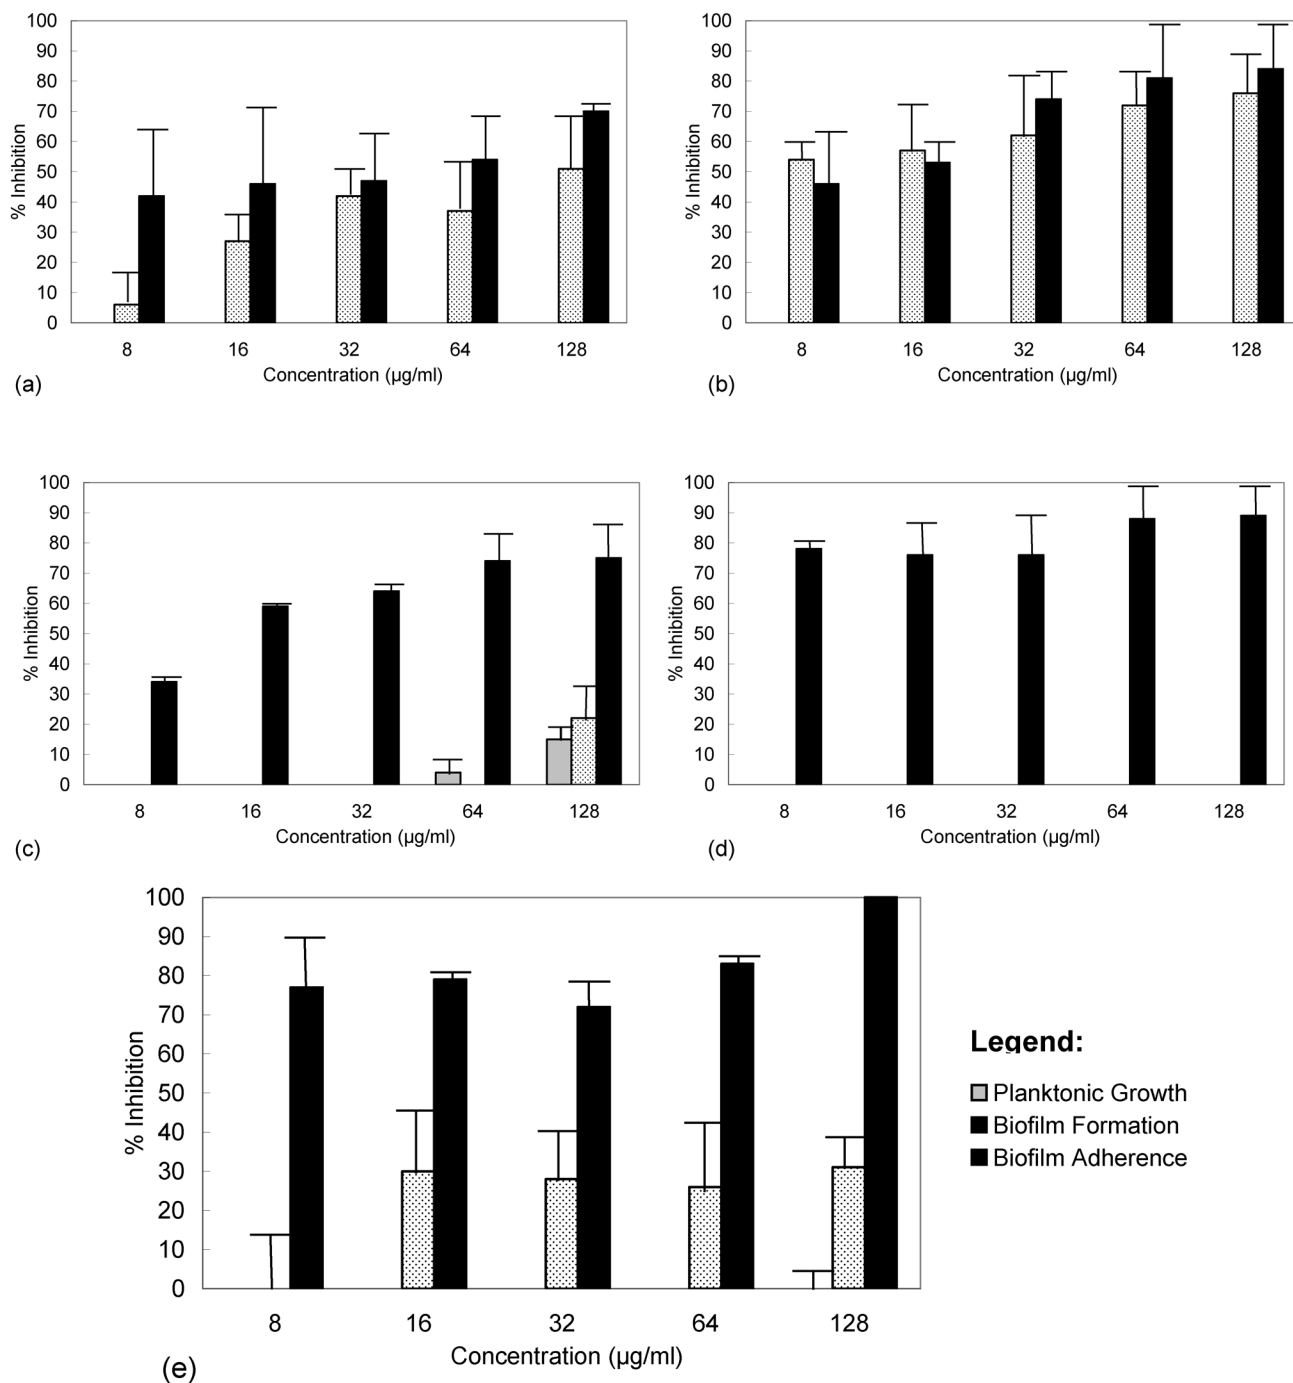 100
90
80
70
60
50
40
30
20
10
0
% Inhibition
8 16 32 64 128
Concentration (µg/ml)
(a)
100
90
80
70
60
50
40
30
20
10
0
% Inhibition
8 16 32 64 128
Concentration (µg/ml)
(b)
100
90
80
70
60
50
40
30
20
10
0
% Inhibition
8 16 32 64 128
Concentration (µg/ml)
(c)
100
90
80
70
60
50
40
30
20
10
0
% Inhibition
8 16 32 64 128
Concentration (µg/ml)
(d)
100
90
80
70
60
50
40
30
20
10
0
% Inhibition
8 16 32 64 128
Concentration (µg/ml)
(e)
Legend:
Planktonic Growth
Biofilm Formation
Biofilm Adherence